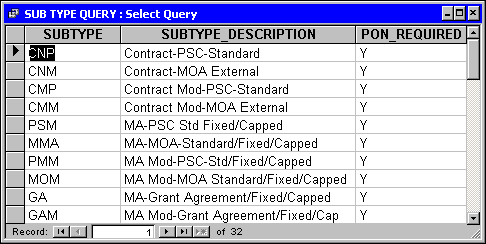 SUB TYPE QUERY : Select Query
SUBTYPE SUBTYPE_DESCRIPTION PON_REQUIRED
CNP Contract-PSC-Standard Y
CNM Contract-MOA External Y
CMP Contract Mod-PSC-Standard Y
CMM Contract Mod-MOA External Y
PSM MA-PSC Std Fixed/Capped Y
MMA MA-MOA-Standard/Fixed/Capped Y
PMM MA Mod-PSC-Std/Fixed/Capped Y
MOM MA Mod-MOA Standard/Fixed/Capped Y
GA MA-Grant Agreement/Fixed/Capped Y
GAM MA Mod-Grant Agreement/Fixed/Cap Y
Record: 1 of 32